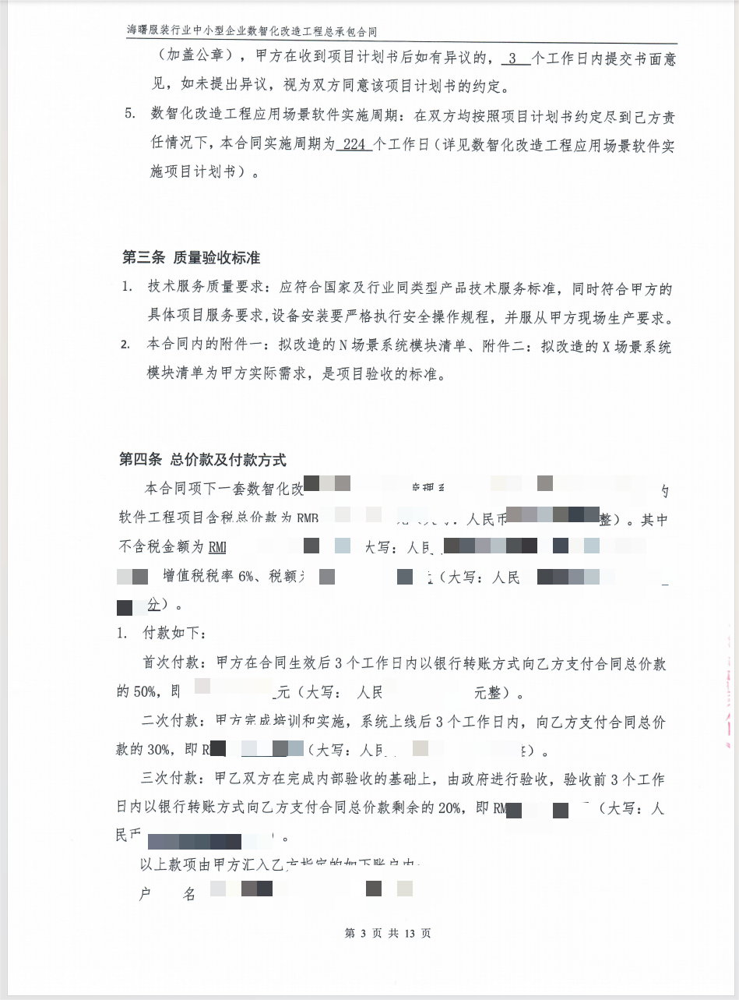 海曙服装行业中小型企业数智化改造工程总承包合同
（加盖公章），甲方在收到项目计划书后如有异议的， 3 个工作日内提交书面意
见，如未提出异议，视为双方同意该项目计划书的约定。
5. 数智化改造工程应用场景软件实施周期：在双方均按照项目计划书约定尽到己方责
任情况下，本合同实施周期为 224 个工作日（详见数智化改造工程应用场景软件实
施项目计划书）。
第三条 质量验收标准
1. 技术服务质量要求：应符合国家及行业同类型产品技术服务标准，同时符合甲方的
具体项目服务要求,设备安装要严格执行安全操作规程，并服从甲方现场生产要求。
2. 本合同内的附件一：拟改造的 N 场景系统模块清单、附件二：拟改造的 X 场景系统
模块清单为甲方实际需求，是项目验收的标准。
第四条 总价款及付款方式
本合同项下一套数智化改
软件工程项目含税总价款为 RMB ：人民币 整）。其中
不含税金额为 大写：人民
增值税税率 6%、税额 （大写：人民
分）。
1. 付款如下：
首次付款：甲方在合同生效后 3 个工作日内以银行转账方式向乙方支付合同总价款
的 50%，即 元（大写： 人民 元整）。
二次付款：甲方完成培训和实施，系统上线后 3 个工作日内，向乙方支付合同总价
款的 30%，即 （大写：人民 ）。
三次付款：甲乙双方在完成内部验收的基础上，由政府进行验收，验收前 3 个工作
日内以银行转账方式向乙方支付合同总价款剩余的 20%，即 （大写：人
民币 ）。
以上款项由甲方汇入乙方指定的如下账户内
户 名
第 3 页 共 13 页